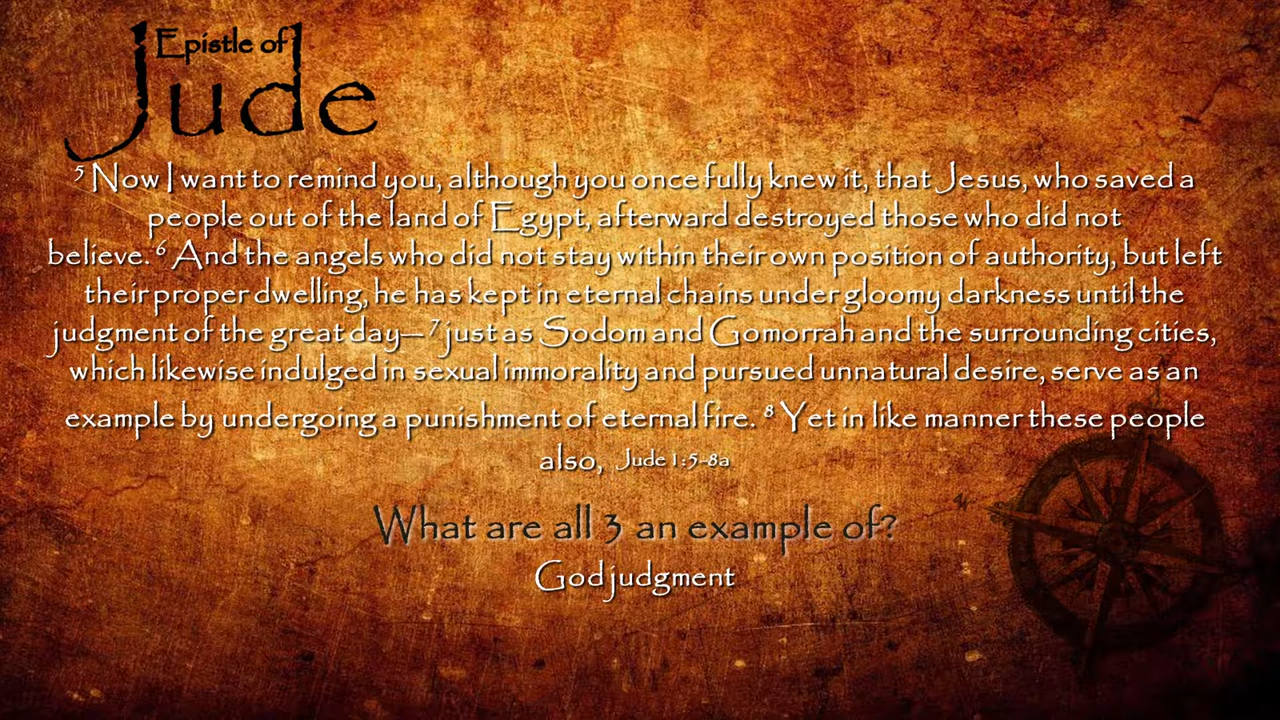 Epistle of
Jude
5 Now I want to remind you, although you once fully knew it, that Jesus, who saved a
people out of the land of Egypt, afterward destroyed those who did not
believe. 6 And the angels who did not stay within their own position of authority, but left
their proper dwelling, he has kept in eternal chains under gloomy darkness until the
judgment of the great day— 7 just as Sodom and Gomorrah and the surrounding cities,
which likewise indulged in sexual immorality and pursued unnatural desire, serve as an
example by undergoing a punishment of eternal fire. 8 Yet in like manner these people
also, Jude 1:5-8a
What are all 3 an example of?
God judgment